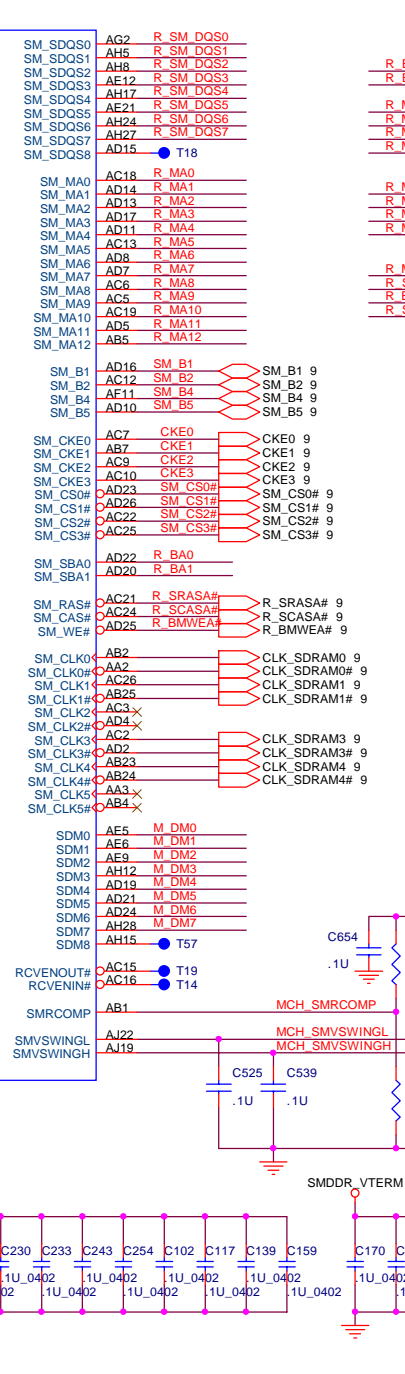 SM_SDQS0 AG2 R_SM_DQS0
SM_SDQS1 AH5 R_SM_DQS1
SM_SDQS2 AH8 R_SM_DQS2
SM_SDQS3 AE12 R_SM_DQS3
SM_SDQS4 AH17 R_SM_DQS4
SM_SDQS5 AE21 R_SM_DQS5
SM_SDQS6 AH24 R_SM_DQS6
SM_SDQS7 AH27 R_SM_DQS7
SM_SDQS8 AD15 T18
SM_MA0 AC18 R_MA0
SM_MA1 AD14 R_MA1
SM_MA2 AD13 R_MA2
SM_MA3 AD17 R_MA3
SM_MA4 AD11 R_MA4
SM_MA5 AC13 R_MA5
SM_MA6 AD8 R_MA6
SM_MA7 AD7 R_MA7
SM_MA8 AC6 R_MA8
SM_MA9 AC5 R_MA9
SM_MA10 AC19 R_MA10
SM_MA11 AD5 R_MA11
SM_MA12 AB5 R_MA12
SM_B1 AD16 SM_B1 SM_B1 9
SM_B2 AC12 SM_B2 SM_B2 9
SM_B4 AF11 SM_B4 SM_B4 9
SM_B5 AD10 SM_B5 SM_B5 9
SM_CKE0 AC7 CKE0 CKE0 9
SM_CKE1 AB7 CKE1 CKE1 9
SM_CKE2 AC9 CKE2 CKE2 9
SM_CKE3 AC10 CKE3 CKE3 9
SM_CS0# AD23 SM_CS0# SM_CS0# 9
SM_CS1# AD26 SM_CS1# SM_CS1# 9
SM_CS2# AC22 SM_CS2# SM_CS2# 9
SM_CS3# AC25 SM_CS3# SM_CS3# 9
SM_SBA0 AD22 R_BA0
SM_SBA1 AD20 R_BA1
SM_RAS# AC21 R_SRASA# R_SRASA# 9
SM_CAS# AC24 R_SCASA# R_SCASA# 9
SM_WE# AD25 R_BMWEA# R_BMWEA# 9
SM_CLK0 AB2 CLK_SDRAM0 9
SM_CLK0# AA2 CLK_SDRAM0# 9
SM_CLK1 AC26 CLK_SDRAM1 9
SM_CLK1# AB25 CLK_SDRAM1# 9
SM_CLK2 AC3
SM_CLK2# AD4
SM_CLK3 AC2 CLK_SDRAM3 9
SM_CLK3# AD2 CLK_SDRAM3# 9
SM_CLK4 AB23 CLK_SDRAM4 9
SM_CLK4# AB24 CLK_SDRAM4# 9
SM_CLK5 AA3
SM_CLK5# AB4
SDM0 AE5 M_DM0
SDM1 AE6 M_DM1
SDM2 AE9 M_DM2
SDM3 AH12 M_DM3
SDM4 AD19 M_DM4
SDM5 AD21 M_DM5
SDM6 AD24 M_DM6
SDM7 AH28 M_DM7
SDM8 AH15 T57
C654
.1U
RCVENOUT# AC15 T19
RCVENIN# AC16 T14
SMRCOMP AB1 MCH_SMRCOMP
SMVSWINGL AJ22 MCH_SMVSWINGL
SMVSWINGH AJ19 MCH_SMVSWINGH
C525 C539
.1U .1U
SMDDR_VTERM
C230 C233 C243 C254 C102 C117 C139 C159 C170
.1U_0402 .1U_0402 .1U_0402 .1U_0402
.1U_0402 .1U_0402 .1U_0402